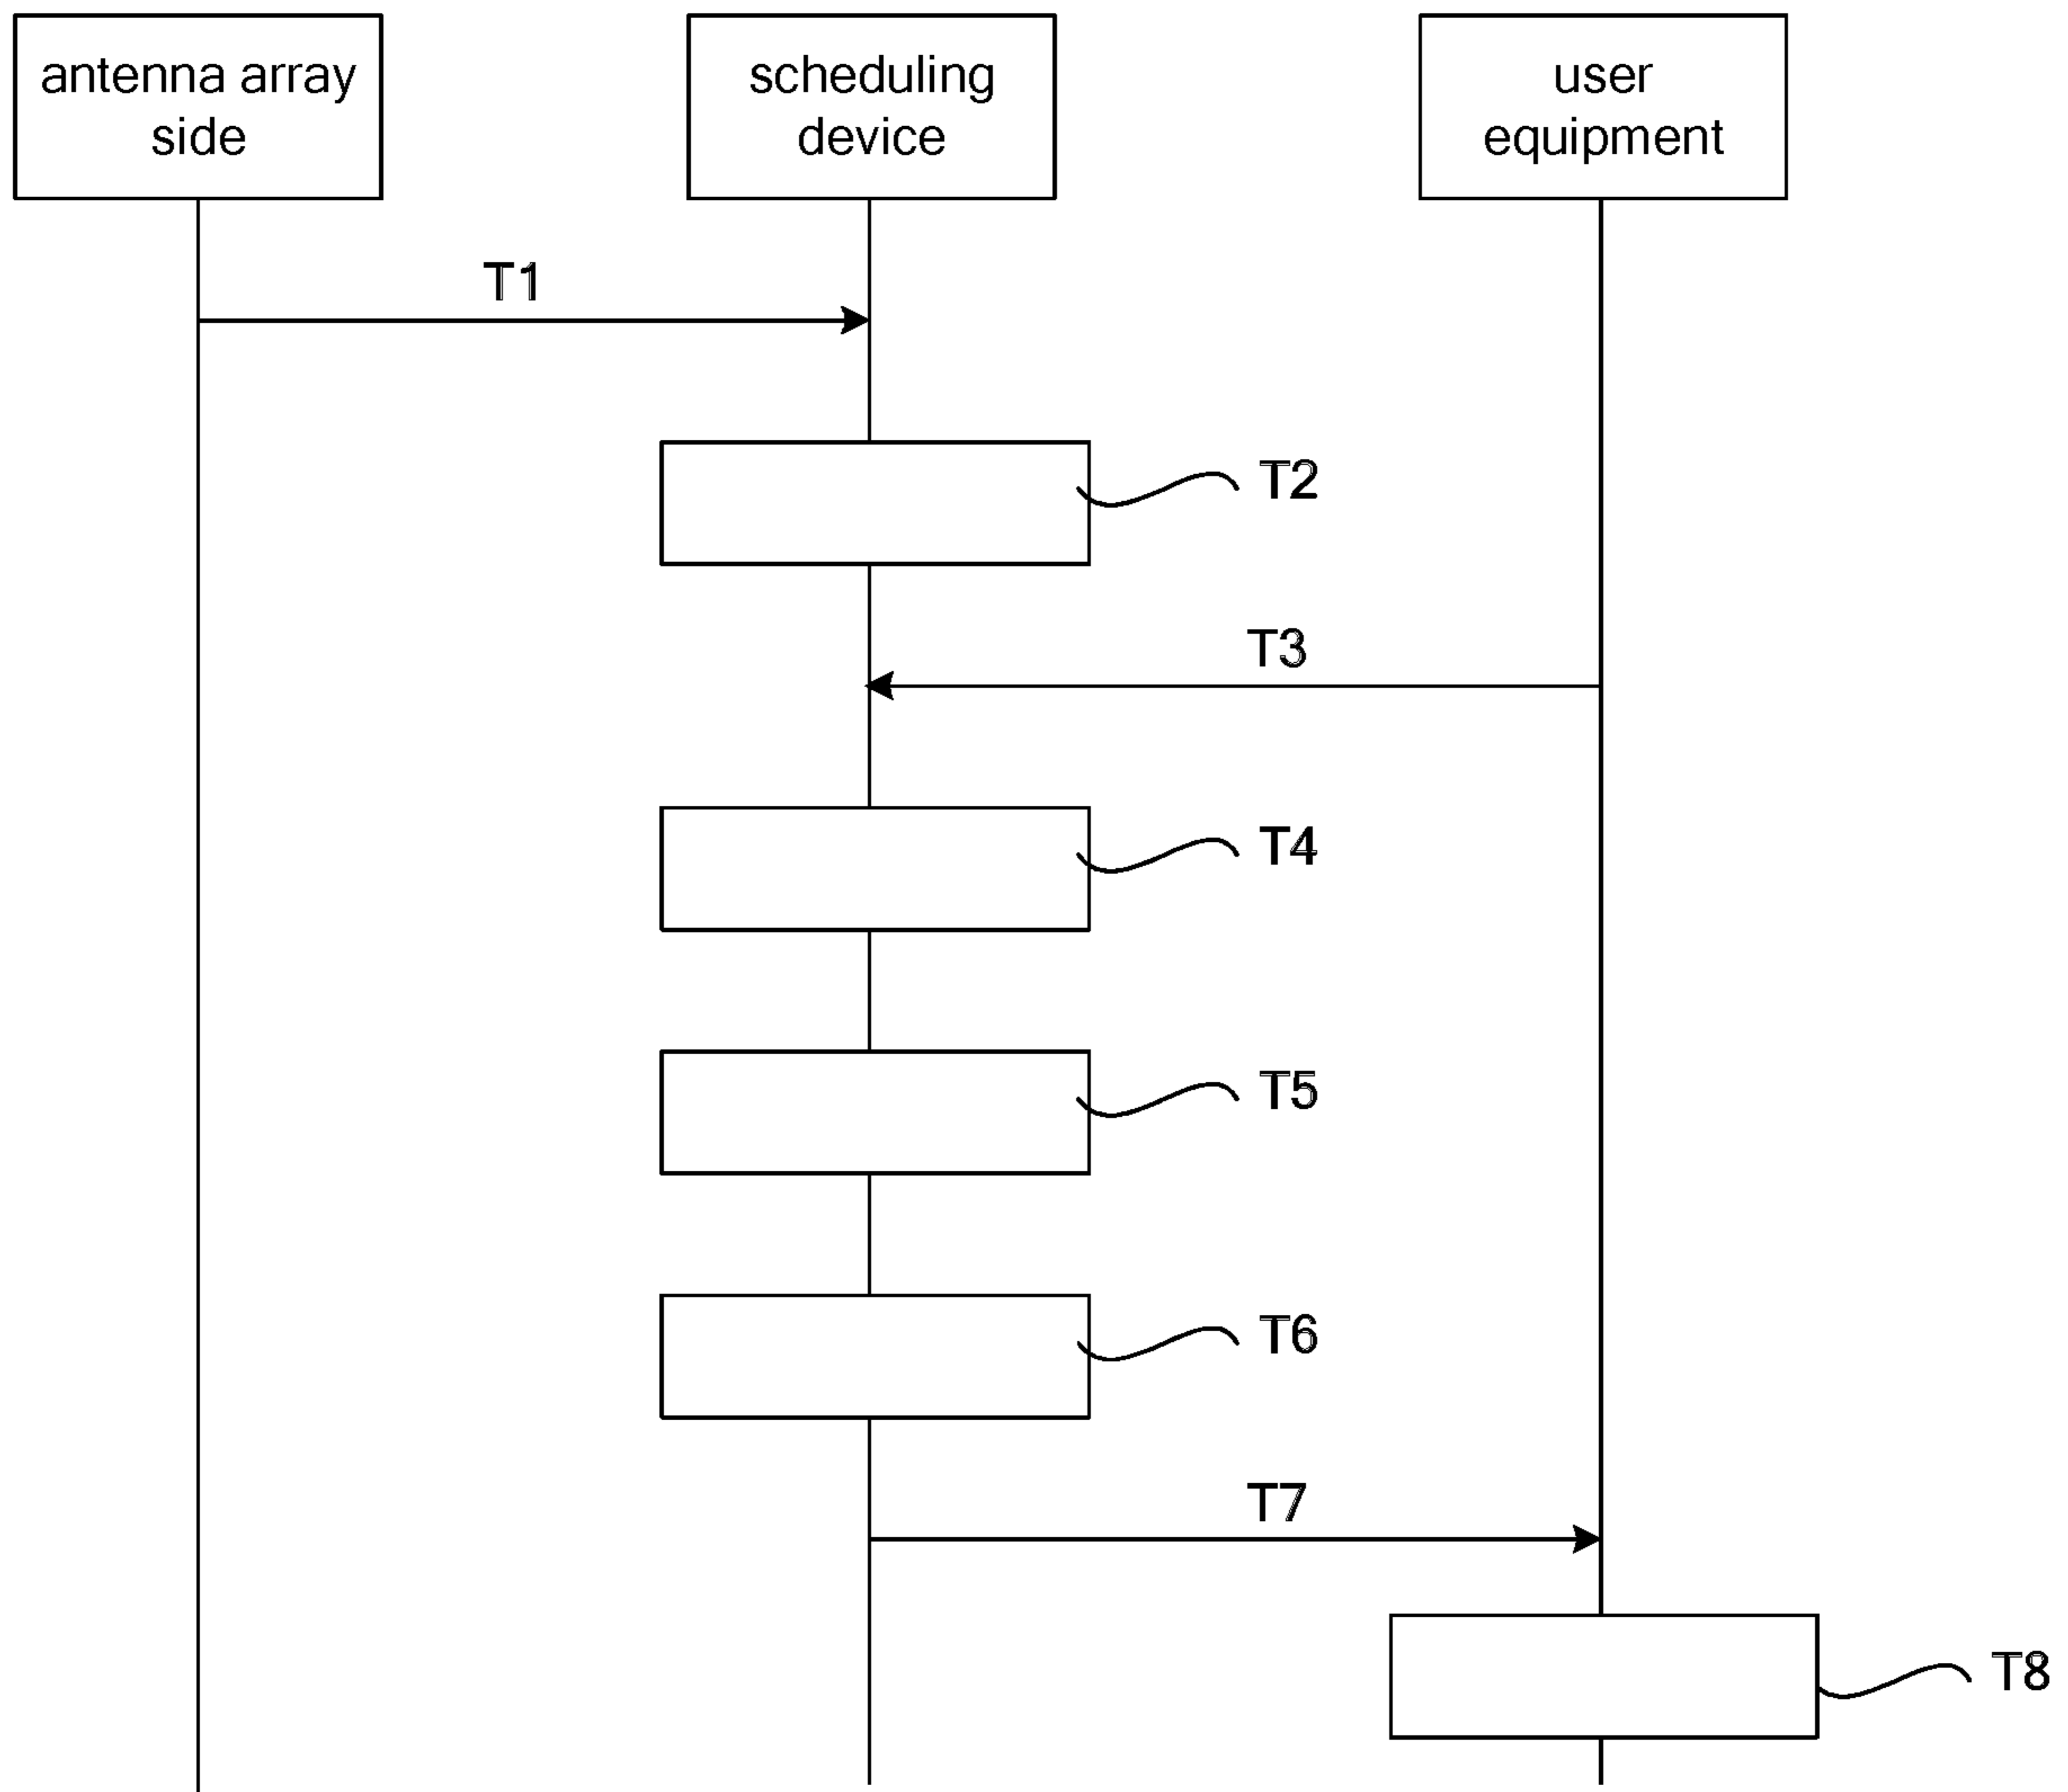 antenna array
side
scheduling
device
user
equipment
T1
T2
T3
T4
T5
T6
T7
T8